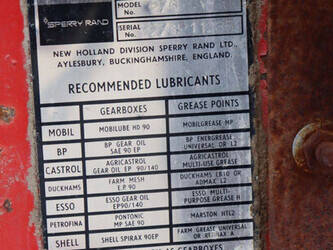 MODEL
No.
SPERRY RAND
SERIAL
No.
NEW HOLLAND DIVISION SPERRY RAND LTD.,
AYLESBURY, BUCKINGHAMSHIRE, ENGLAND.
RECOMMENDED LUBRICANTS
GEARBOXES GREASE POINTS
MOBIL MOBILUBE HD 90 MOBILGREASE MP
BP BP GEAR OIL SAE 90 EP BP ENERGREASE UNIVERSAL OR L2
CASTROL AGRICASTROL GEAR OIL EP 90/140 AGRICASTROL MULTI-USE GREASE
DUCKHAMS FARM MESH E.P. 90 DUCKHAMS LB10 OR ADMAX L2
ESSO ESSO GEAR OIL EP90/140 ESSO MULTI-PURPOSE GREASE H
PETROFINA PONTONIC MP SAE 90 MARSTON HTL2
SHELL SHELL SPIRAX 90EP FARM GREASE UNIVERSAL or RETINAX A
GEARBOXES